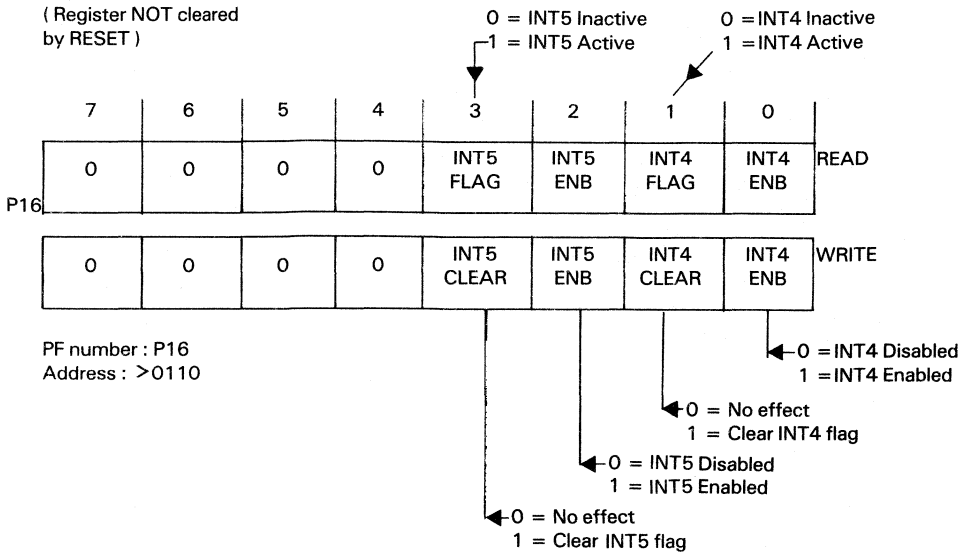 ( Register NOT cleared
by RESET )
0 = INT5 Inactive
1 = INT5 Active
0 = INT4 Inactive
1 = INT4 Active
7 6 5 4 3 2 1 0
0 0 0 0 INT5 FLAG INT5 ENB INT4 FLAG INT4 ENB READ
P16
0 0 0 0 INT5 CLEAR INT5 ENB INT4 CLEAR INT4 ENB WRITE
PF number : P16
Address : >0110
0 = INT4 Disabled
1 = INT4 Enabled
0 = No effect
1 = Clear INT4 flag
0 = INT5 Disabled
1 = INT5 Enabled
0 = No effect
1 = Clear INT5 flag